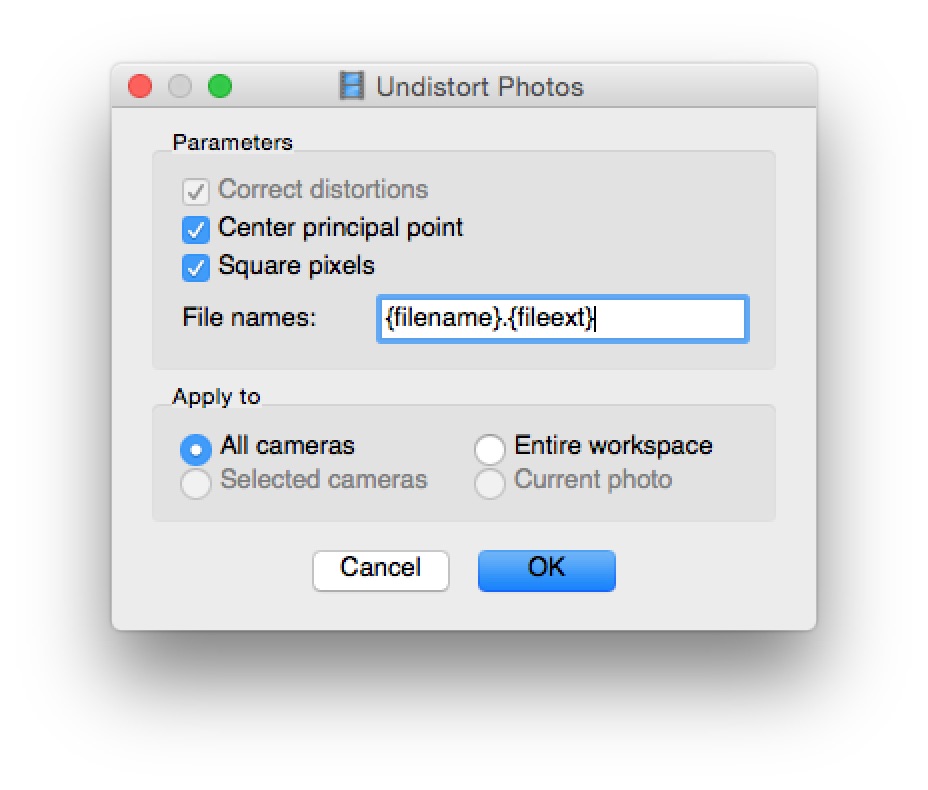 Undistort Photos
Parameters
Correct distortions
Center principal point
Square pixels
File names: {filename}.{fileext}
Apply to
All cameras Entire workspace
Selected cameras Current photo
Cancel OK